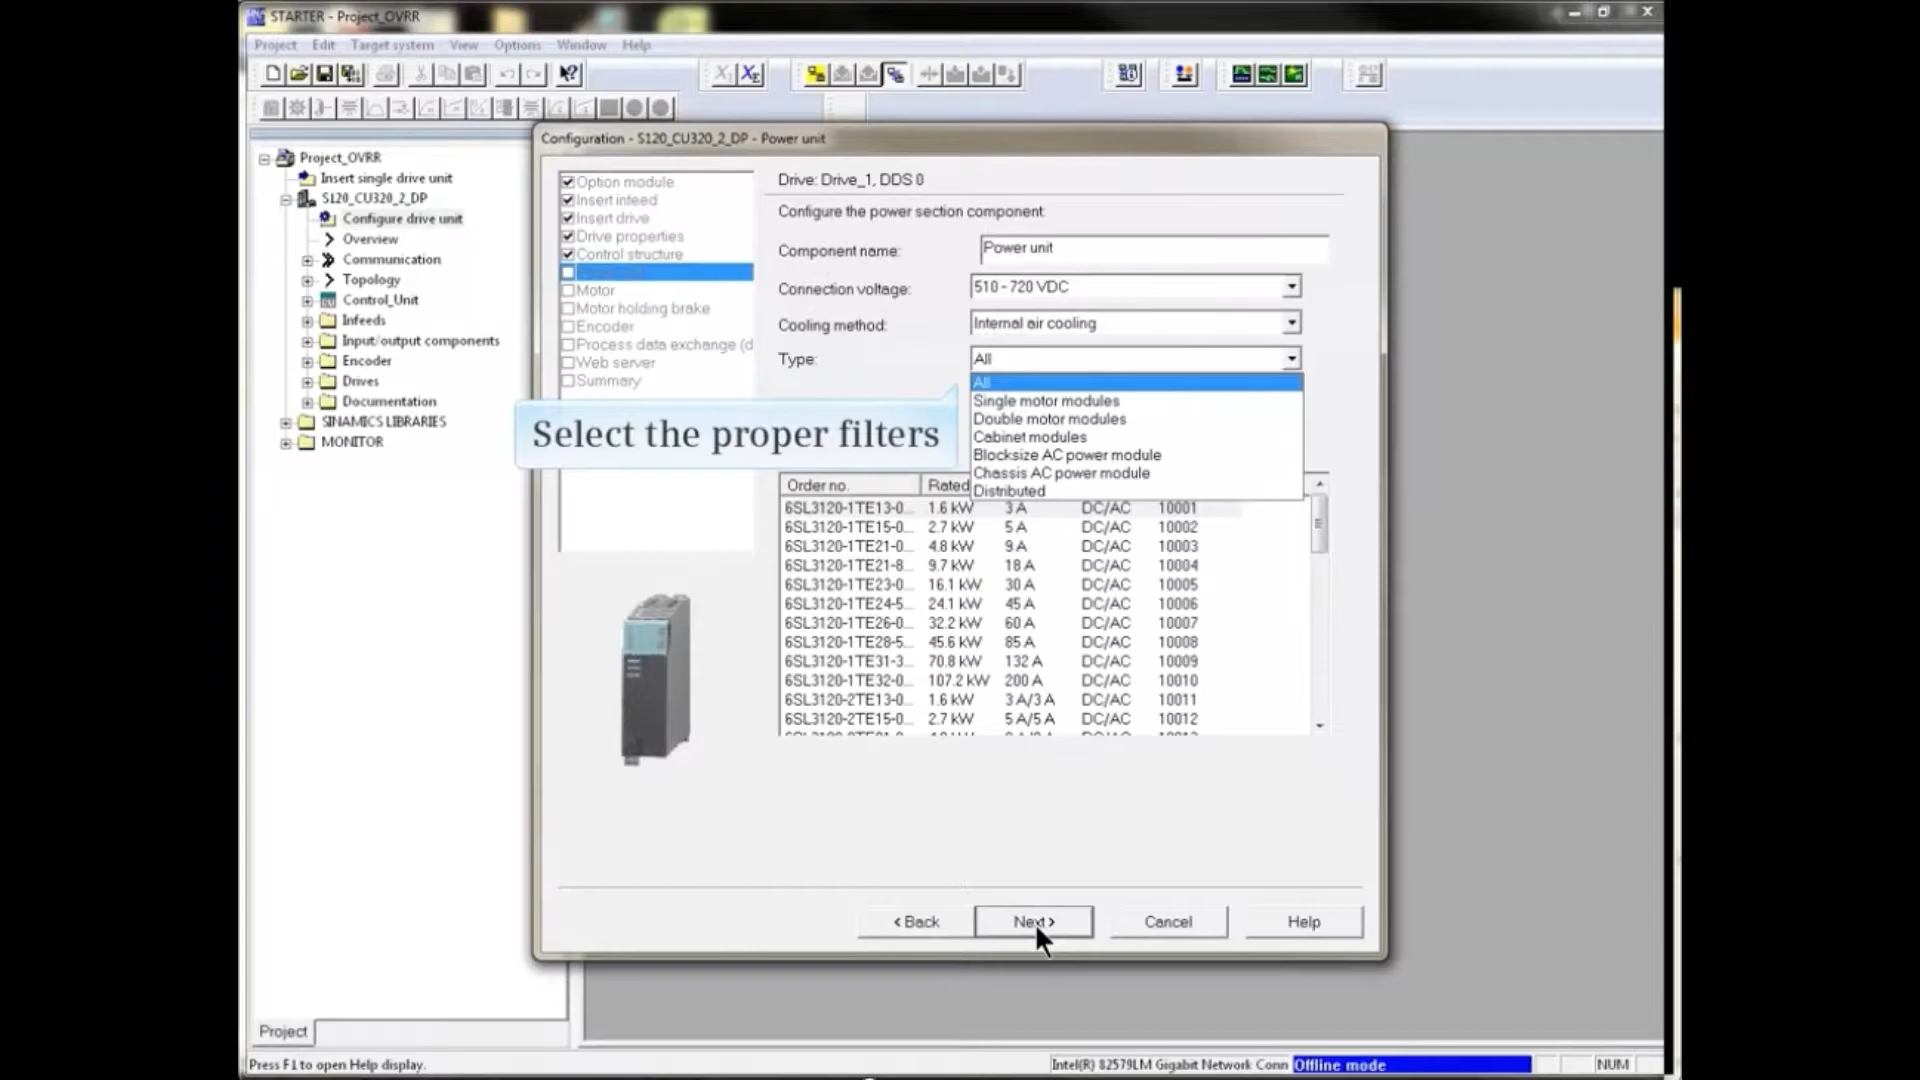 STARTER - Project_OVRR
Project Edit Target system View Options Window Help
Project_OVRR
Insert single drive unit
S120_CU320_2_DP
Configure drive unit
Overview
Communication
Topology
Control_Unit
Infeeds
Input/output components
Encoder
Drives
Documentation
SINAMICS LIBRARIES
MONITOR
Configuration - S120_CU320_2_DP - Power unit
Option module
Insert infeed
Insert drive
Drive properties
Control structure
Motor
Motor holding brake
Encoder
Process data exchange (d
Web server
Summary
Select the proper filters
Drive: Drive_1, DDS 0
Configure the power section component:
Component name: Power unit
Connection voltage: 510 - 720 VDC
Cooling method: Internal air cooling
Type: All
All
Single motor modules
Double motor modules
Cabinet modules
Blocksize AC power module
Chassis AC power module
Distributed
Order no. Rated
6SL3120-1TE13-0... 1.6 kW 3 A DC/AC 10001
6SL3120-1TE15-0... 2.7 kW 5 A DC/AC 10002
6SL3120-1TE21-0... 4.8 kW 9 A DC/AC 10003
6SL3120-1TE21-8... 9.7 kW 18 A DC/AC 10004
6SL3120-1TE23-0... 16.1 kW 30 A DC/AC 10005
6SL3120-1TE24-5... 24.1 kW 45 A DC/AC 10006
6SL3120-1TE26-0... 32.2 kW 60 A DC/AC 10007
6SL3120-1TE28-5... 45.6 kW 85 A DC/AC 10008
6SL3120-1TE31-3... 70.8 kW 132 A DC/AC 10009
6SL3120-1TE32-0... 107.2 kW 200 A DC/AC 10010
6SL3120-2TE13-0... 1.6 kW 3 A/3 A DC/AC 10011
6SL3120-2TE15-0... 2.7 kW 5 A/5 A DC/AC 10012
< Back Next > Cancel Help
Project
Press F1 to open Help display. Intel(R) 82579LM Gigabit Network Conn Offline mode NUM